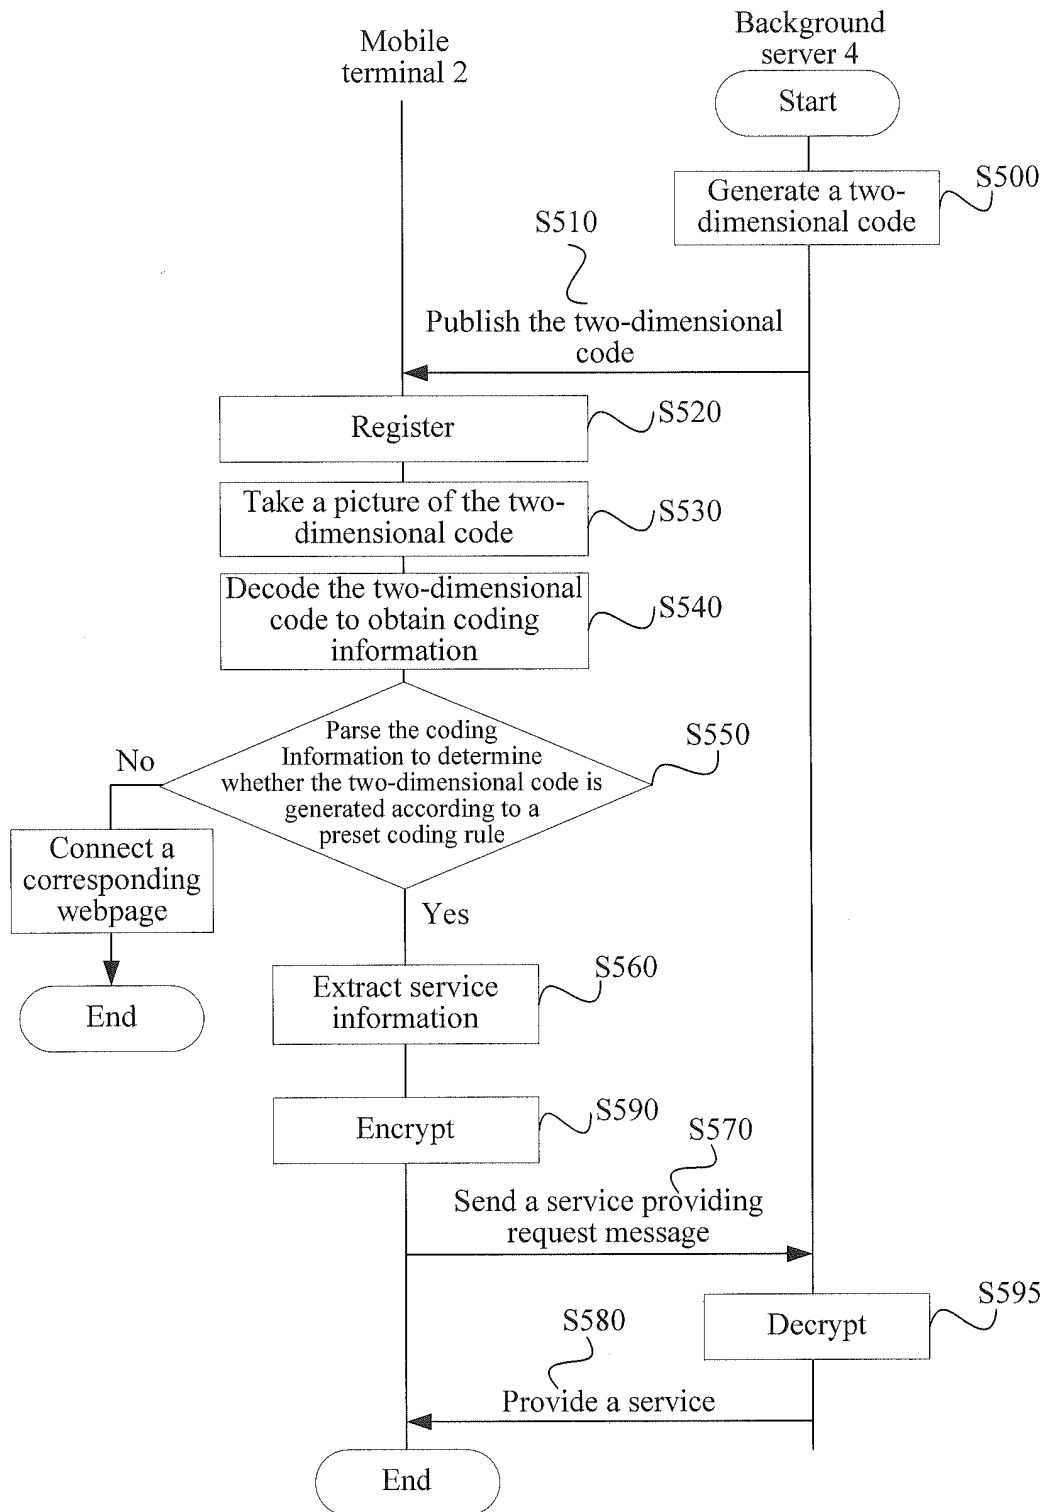 Mobile
terminal 2
Background
server 4
Start
Generate a two-
dimensional code
S500
S510
Publish the two-dimensional
code
Register
S520
Take a picture of the two-
dimensional code
S530
Decode the two-dimensional
code to obtain coding
information
S540
Parse the coding
Information to determine
whether the two-dimensional code is
generated according to a
preset coding rule
S550
No
Connect a
corresponding
webpage
End
Yes
Extract service
information
S560
Encrypt
S590
S570
Send a service providing
request message
Decrypt
S595
S580
Provide a service
End